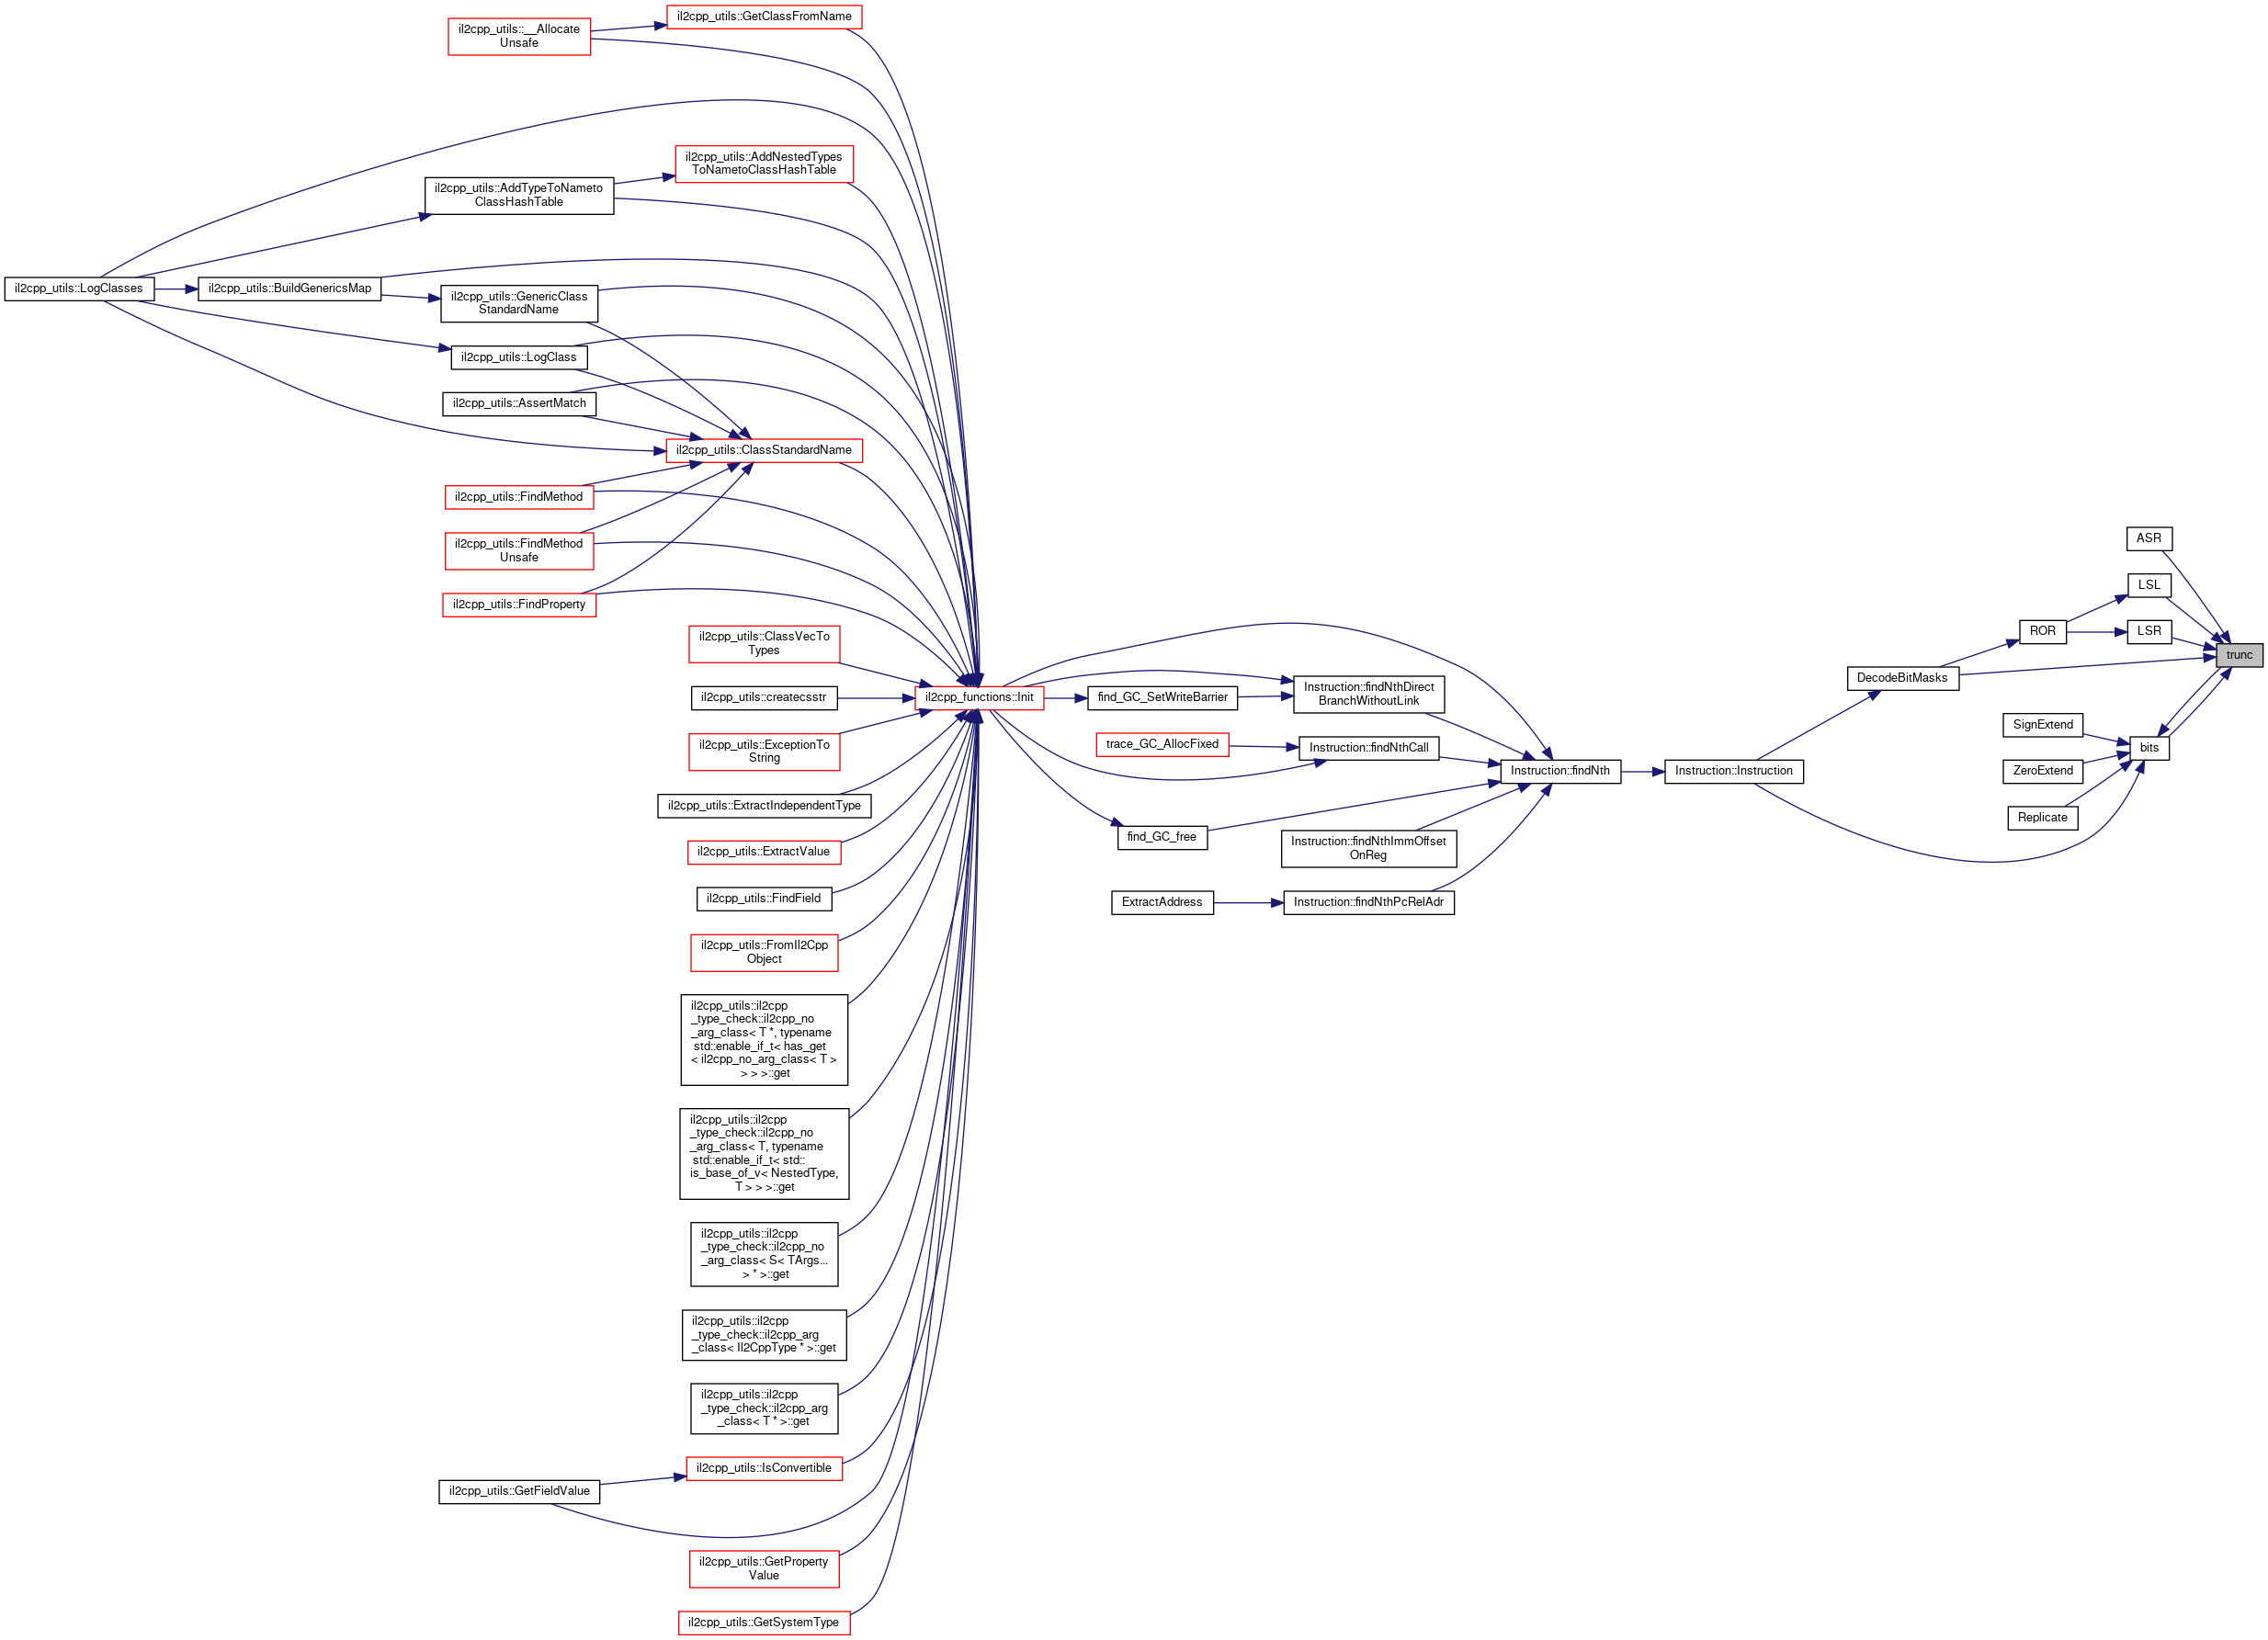 il2cpp_utils::GetClassFromName
il2cpp_utils::__Allocate
Unsafe
il2cpp_utils::AddNestedTypes
ToNametoClassHashTable
il2cpp_utils::AddTypeToNameto
ClassHashTable
il2cpp_utils::LogClasses
il2cpp_utils::BuildGenericsMap
il2cpp_utils::GenericClass
StandardName
il2cpp_utils::LogClass
il2cpp_utils::AssertMatch
il2cpp_utils::ClassStandardName
il2cpp_utils::FindMethod
il2cpp_utils::FindMethod
Unsafe
il2cpp_utils::FindProperty
il2cpp_utils::ClassVecTo
Types
il2cpp_utils::createcsstr
il2cpp_utils::ExceptionTo
String
il2cpp_utils::ExtractIndependentType
il2cpp_utils::ExtractValue
il2cpp_utils::FindField
il2cpp_utils::FromIl2Cpp
Object
il2cpp_utils::il2cpp
_type_check::il2cpp_no
_arg_class< T *, typename
std::enable_if_t< has_get
< il2cpp_no_arg_class< T >
> > >::get
il2cpp_utils::il2cpp
_type_check::il2cpp_no
_arg_class< T, typename
std::enable_if_t< std::
is_base_of_v< NestedType,
T > > >::get
il2cpp_utils::il2cpp
_type_check::il2cpp_no
_arg_class< S< TArgs...
> * >::get
il2cpp_utils::il2cpp
_type_check::il2cpp_arg
_class< Il2CppType * >::get
il2cpp_utils::il2cpp
_type_check::il2cpp_arg
_class< T * >::get
il2cpp_utils::IsConvertible
il2cpp_utils::GetFieldValue
il2cpp_utils::GetProperty
Value
il2cpp_utils::GetSystemType
il2cpp_functions::Init
find_GC_SetWriteBarrier
trace_GC_AllocFixed
find_GC_free
ExtractAddress
Instruction::findNthDirect
BranchWithoutLink
Instruction::findNthCall
Instruction::findNthImmOffset
OnReg
Instruction::findNthPcRelAdr
Instruction::findNth
Instruction::Instruction
DecodeBitMasks
ROR
SignExtend
ZeroExtend
Replicate
ASR
LSL
LSR
bits
trunc